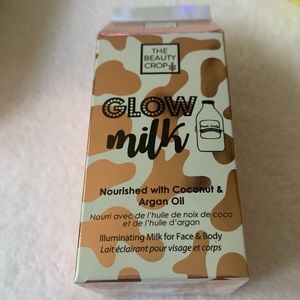 THE
BEAUTY
CROP
GLOW
milk
Nourished with Coconut &
Argan Oil
Nourri avec de l'huile de noix de coco
et de l'huile d'argan
Illuminating Milk for Face & Body
Lait éclairant pour visage et corps